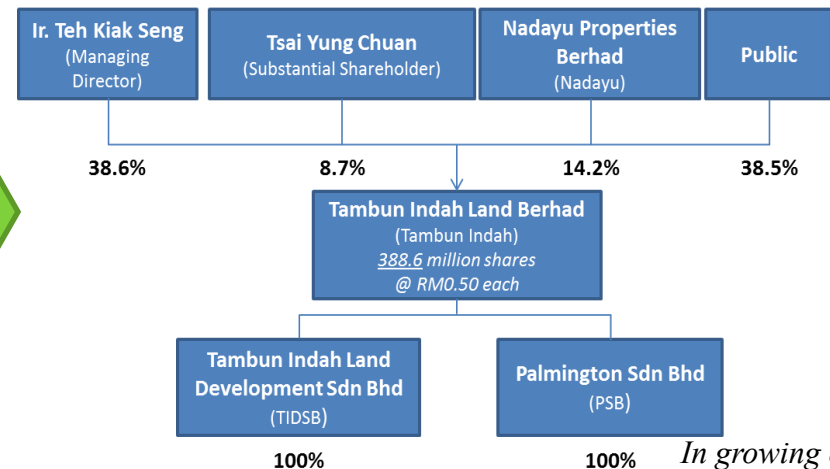 Ir. Teh Kiak Seng
(Managing
Director)
Tsai Yung Chuan
(Substantial Shareholder)
Nadayu Properties
Berhad
(Nadayu)
Public
38.6%
8.7%
14.2%
38.5%
Tambun Indah Land Berhad
(Tambun Indah)
388.6 million shares
@ RM0.50 each
Tambun Indah Land
Development Sdn Bhd
(TIDSB)
Palmington Sdn Bhd
(PSB)
100%
100%
In growing